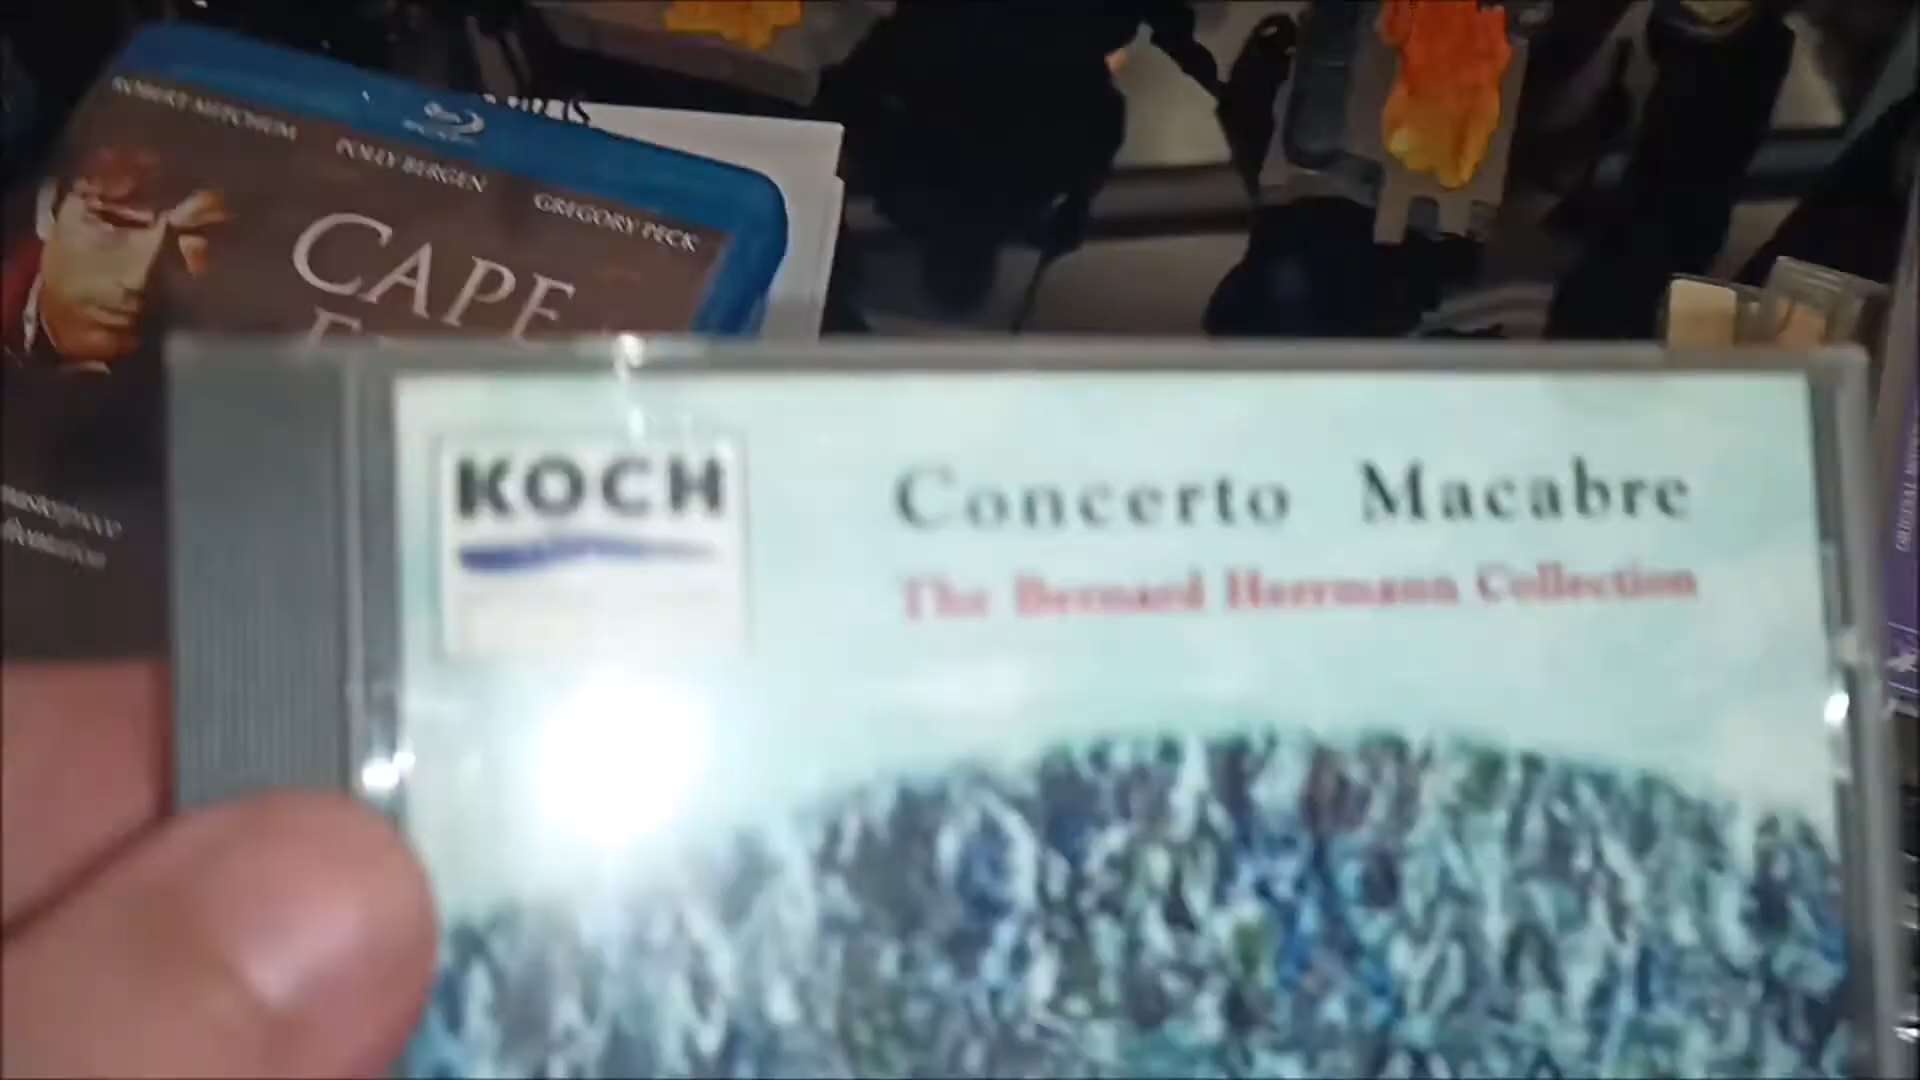 ROBERT MITCHUM
POLLY BERGEN
GREGORY PECK
CAPE
KOCH
Concerto Macabre
The Bernard Herrmann Collection